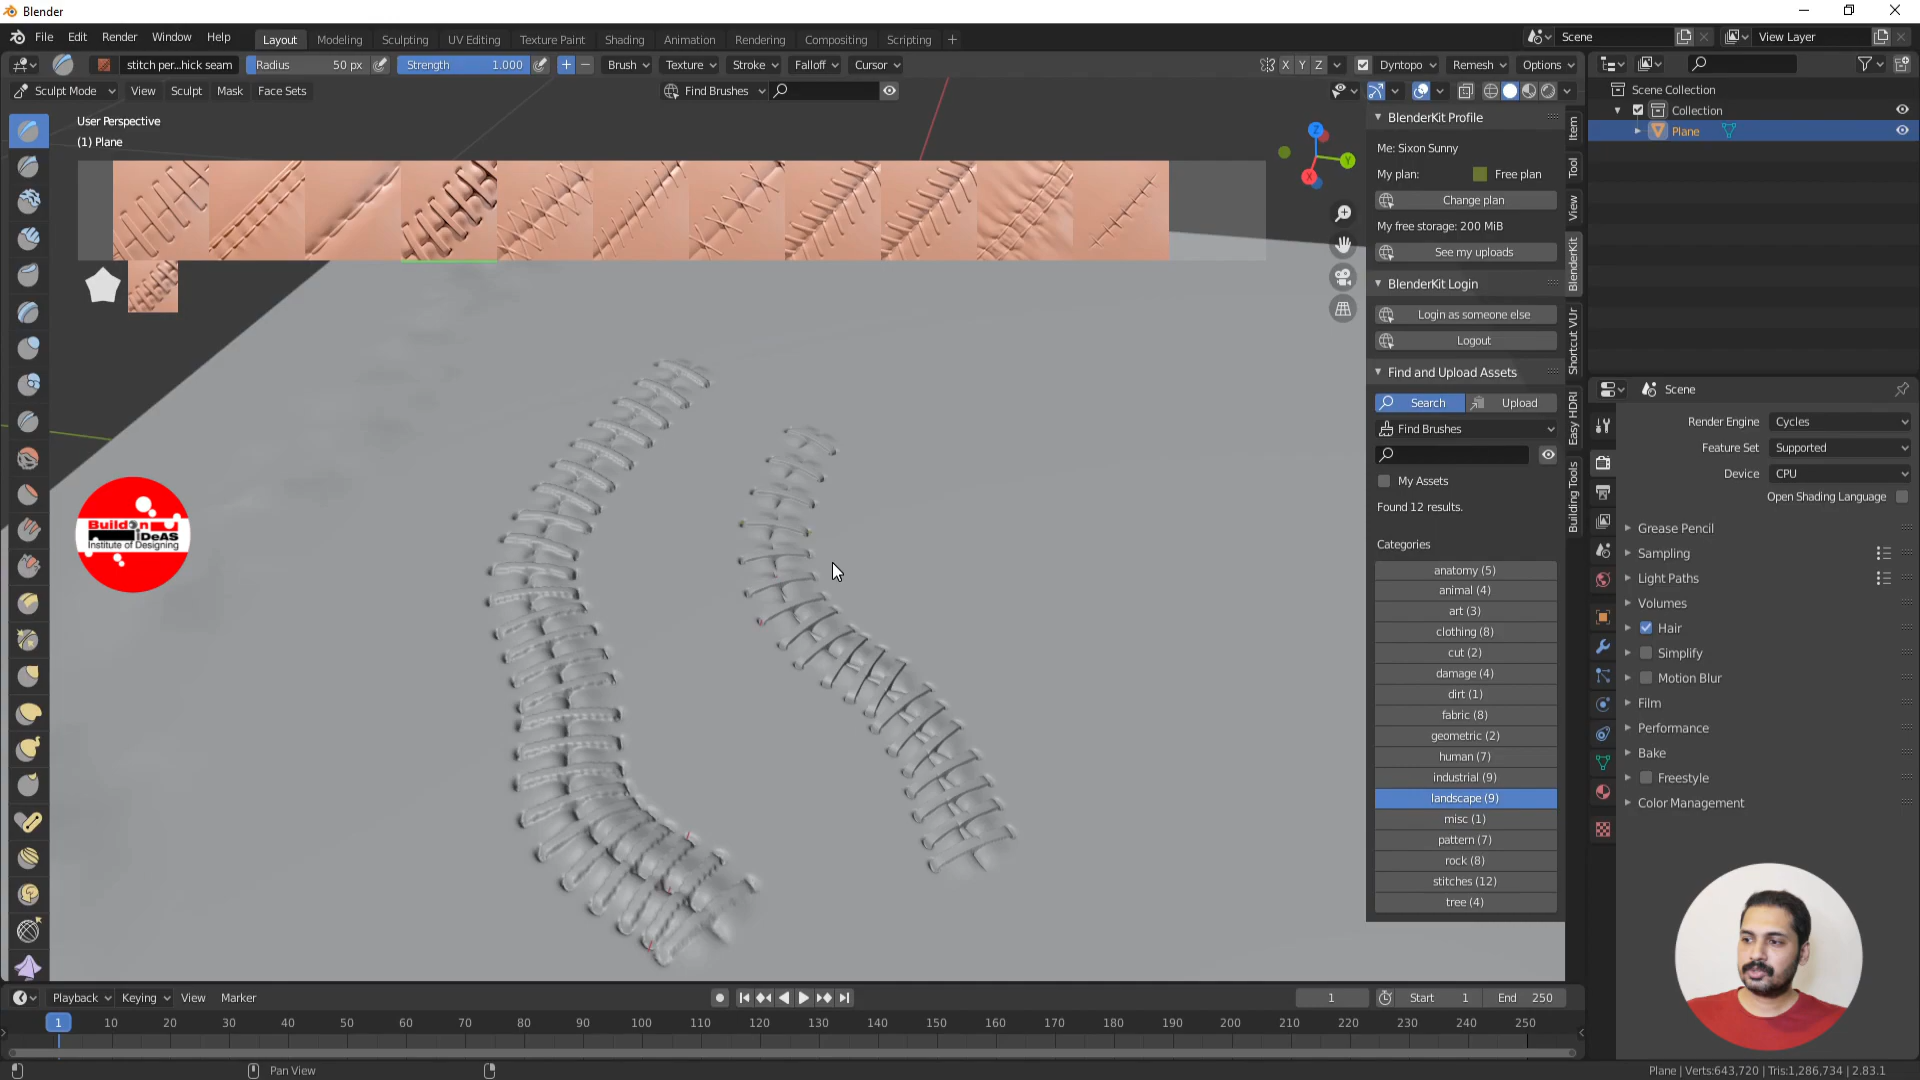 Blender
File Edit Render Window Help
Layout Modeling Sculpting UV Editing Texture Paint Shading Animation Rendering Compositing Scripting +
Scene View Layer
stitch per...hick seam Radius 50 px Strength 1.000 Brush Texture Stroke Falloff Cursor
X Y Z Dyntopo Remesh Options
Sculpt Mode View Sculpt Mask Face Sets
Find Brushes
User Perspective
(1) Plane
Z
Y
X
BlenderKit Profile
Me: Sixon Sunny
My plan: Free plan
Change plan
My free storage: 200 MiB
See my uploads
BlenderKit Login
Login as someone else
Logout
Find and Upload Assets
Search Upload
Find Brushes
My Assets
Found 12 results.
Categories
anatomy (5)
animal (4)
art (3)
clothing (8)
cut (2)
damage (4)
dirt (1)
fabric (8)
geometric (2)
human (7)
industrial (9)
landscape (9)
misc (1)
pattern (7)
rock (8)
stitches (12)
tree (4)
Item
Tool
View
BlenderKit
Shortcut VUr
Easy HDRI
Building Tools
Scene Collection
Collection
Plane
Scene
Render Engine Cycles
Feature Set Supported
Device CPU
Open Shading Language
Grease Pencil
Sampling
Light Paths
Volumes
Hair
Simplify
Motion Blur
Film
Performance
Bake
Freestyle
Color Management
Build on
iDeAS
Institute of Designing
Playback Keying View Marker
1 Start 1 End 250
1 10 20 30 40 50 60 70 80 90 100 110 120 130 140 150 160 170 180 190 200 210 220 230 240 250
Pan View
Plane | Verts:643,720 | Tris:1,286,734 | 2.83.1